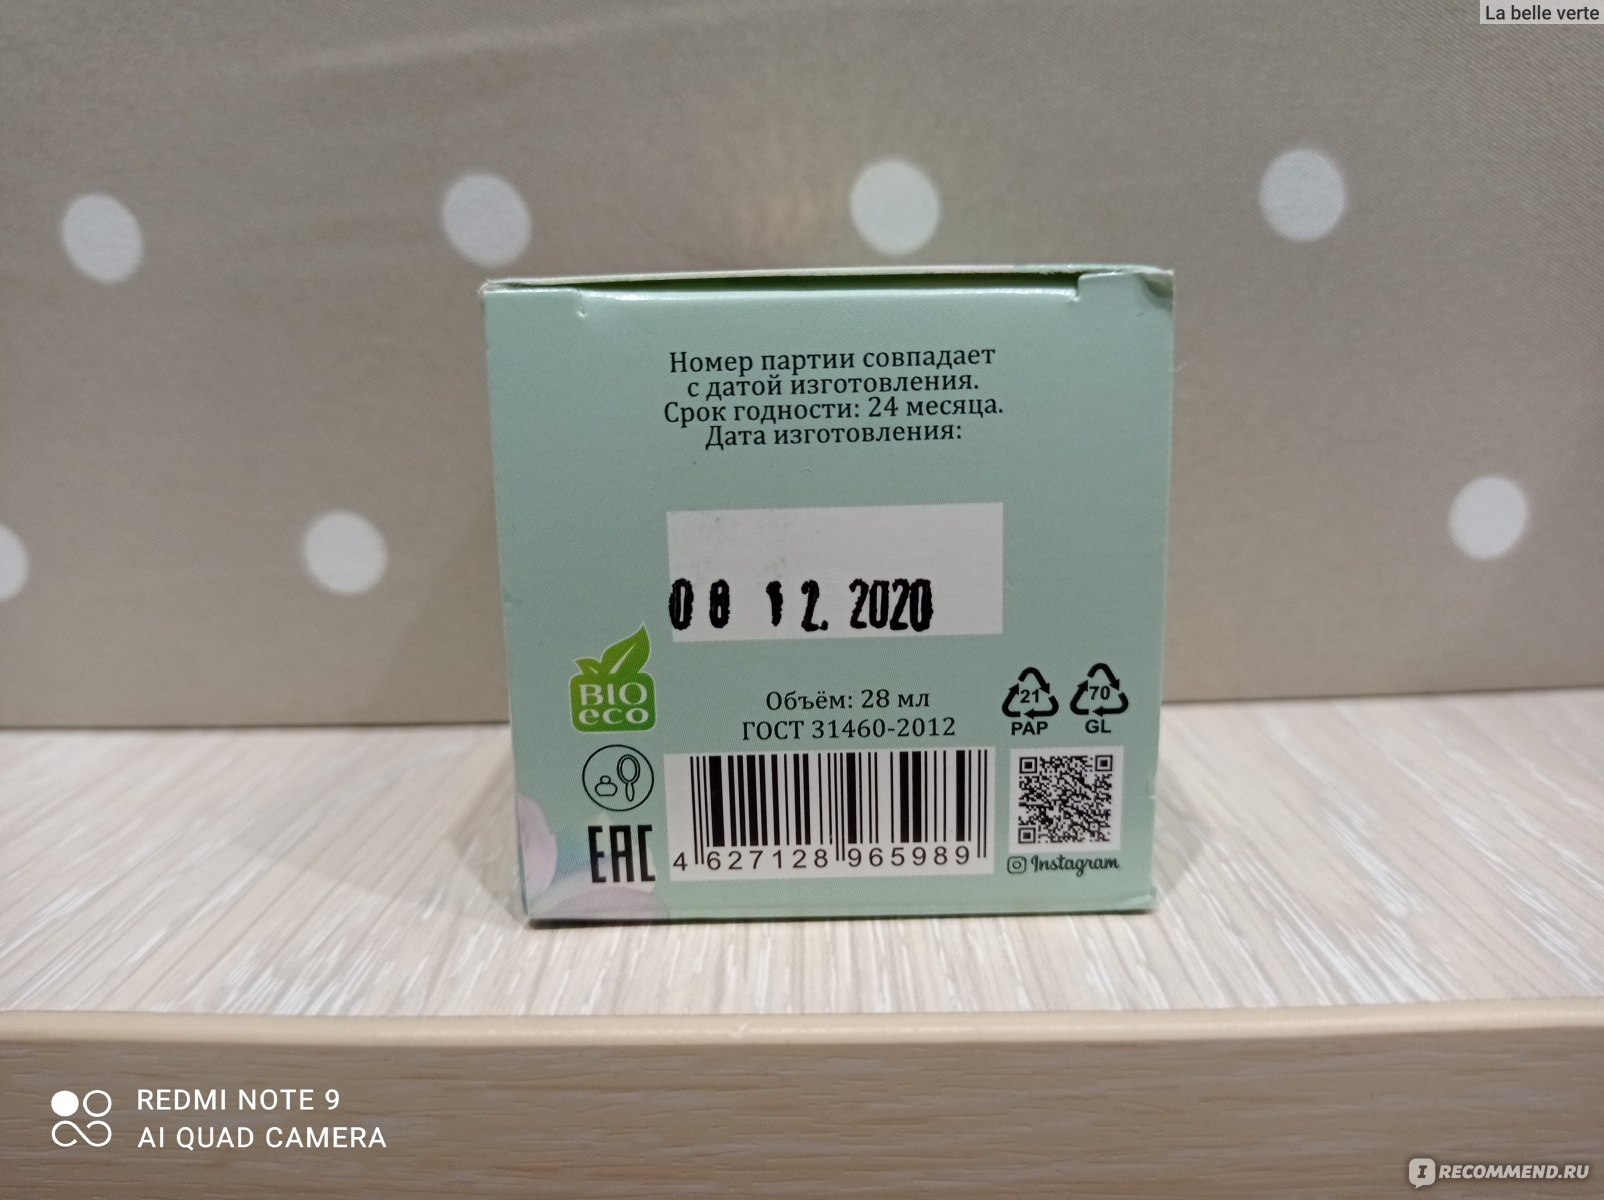 La belle verte
Номер партии совпадает
с датой изготовления.
Срок годности: 24 месяца.
Дата изготовления:
08 12. 2020
BIO
eco
Объём: 28 мл
ГОСТ 31460-2012
21
PAP
70
GL
EAC
4 627128 965989
Instagram
REDMI NOTE 9
AI QUAD CAMERA
IRECOMMEND.RU